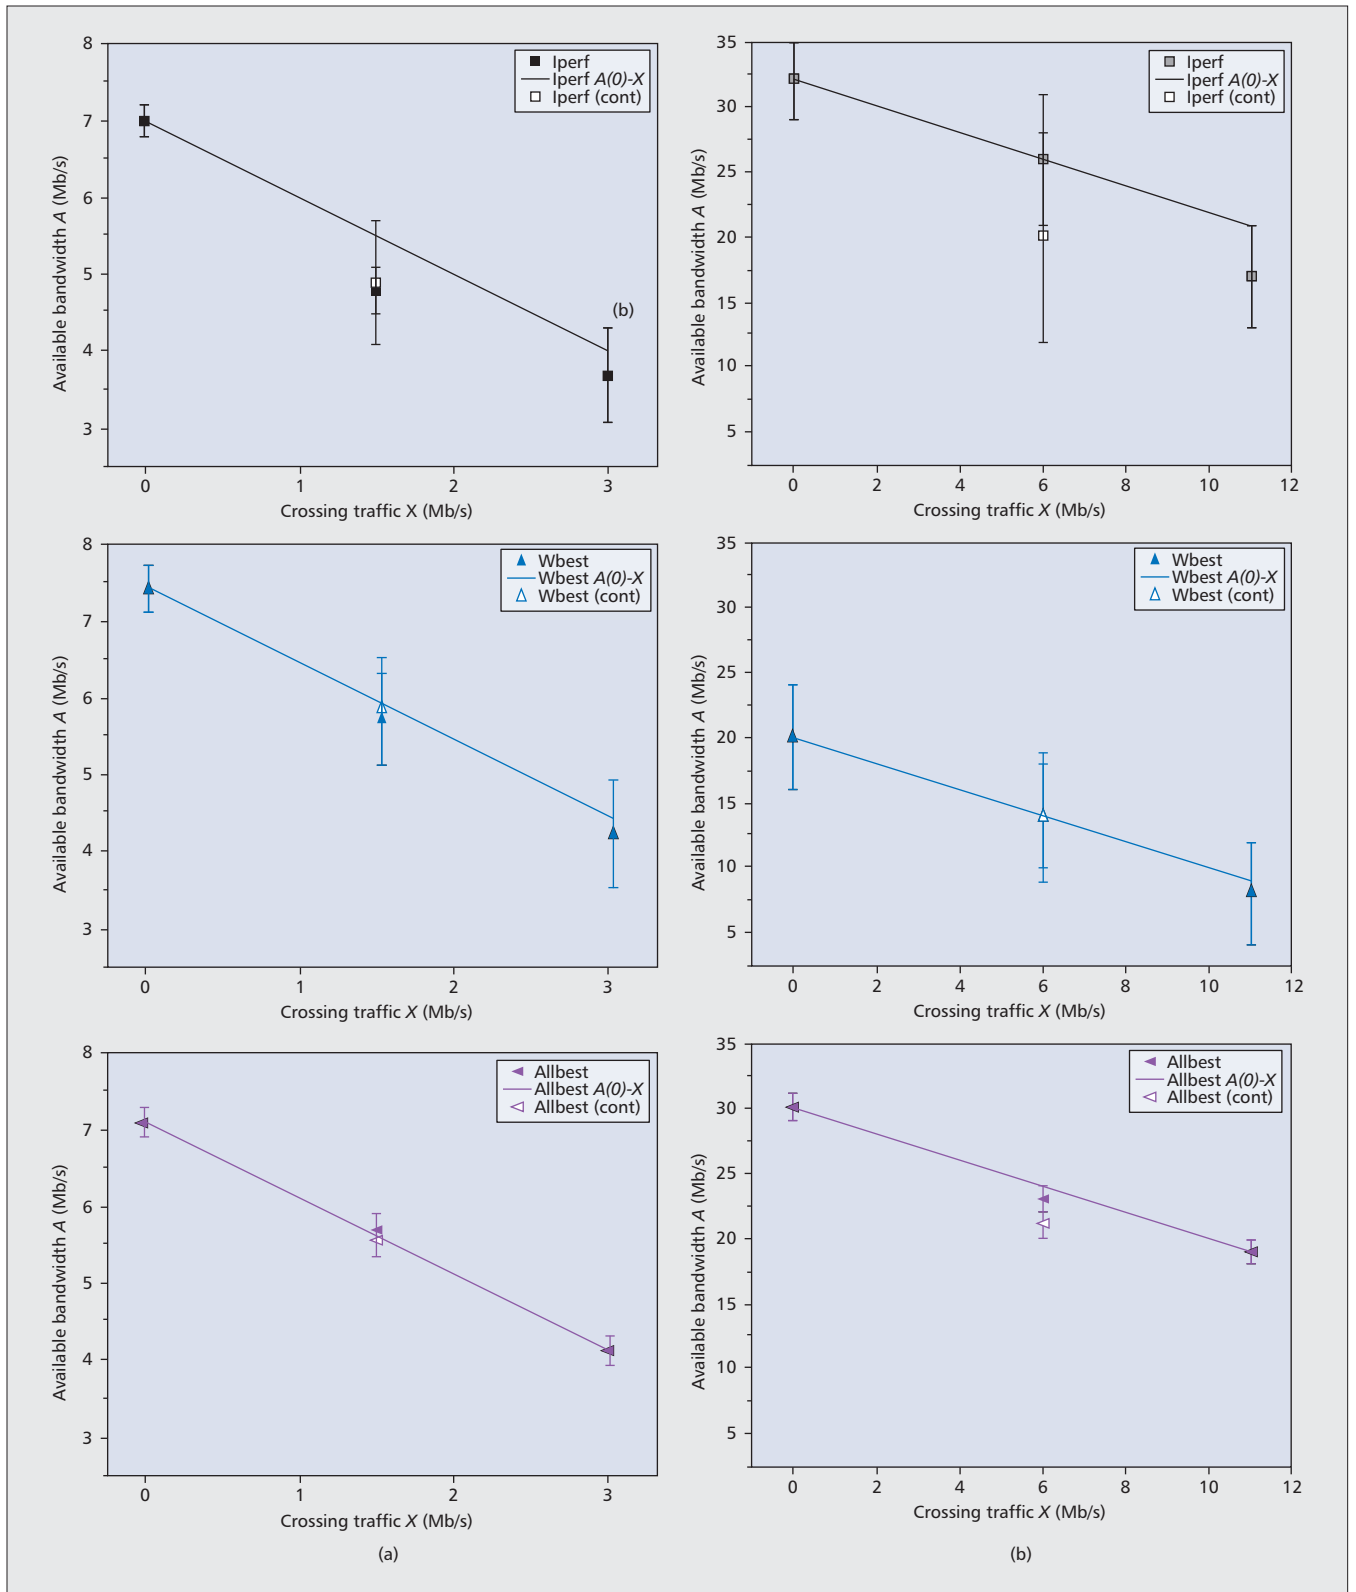 8
7
6
5
4
3
Available bandwidth A (Mb/s)
Iperf
Iperf A(0)-X
Iperf (cont)
(b)
0 1 2 3
Crossing traffic X (Mb/s)
35
30
25
20
15
10
5
Available bandwidth A (Mb/s)
Iperf
Iperf A(0)-X
Iperf (cont)
0 2 4 6 8 10 12
Crossing traffic X (Mb/s)
8
7
6
5
4
3
Available bandwidth A (Mb/s)
Wbest
Wbest A(0)-X
Wbest (cont)
0 1 2 3
Crossing traffic X (Mb/s)
35
30
25
20
15
10
5
Available bandwidth A (Mb/s)
Wbest
Wbest A(0)-X
Wbest (cont)
0 2 4 6 8 10 12
Crossing traffic X (Mb/s)
8
7
6
5
4
3
Available bandwidth A (Mb/s)
Allbest
Allbest A(0)-X
Allbest (cont)
0 1 2 3
Crossing traffic X (Mb/s)
(a)
35
30
25
20
15
10
5
Available bandwidth A (Mb/s)
Allbest
Allbest A(0)-X
Allbest (cont)
0 2 4 6 8 10 12
Crossing traffic X (Mb/s)
(b)